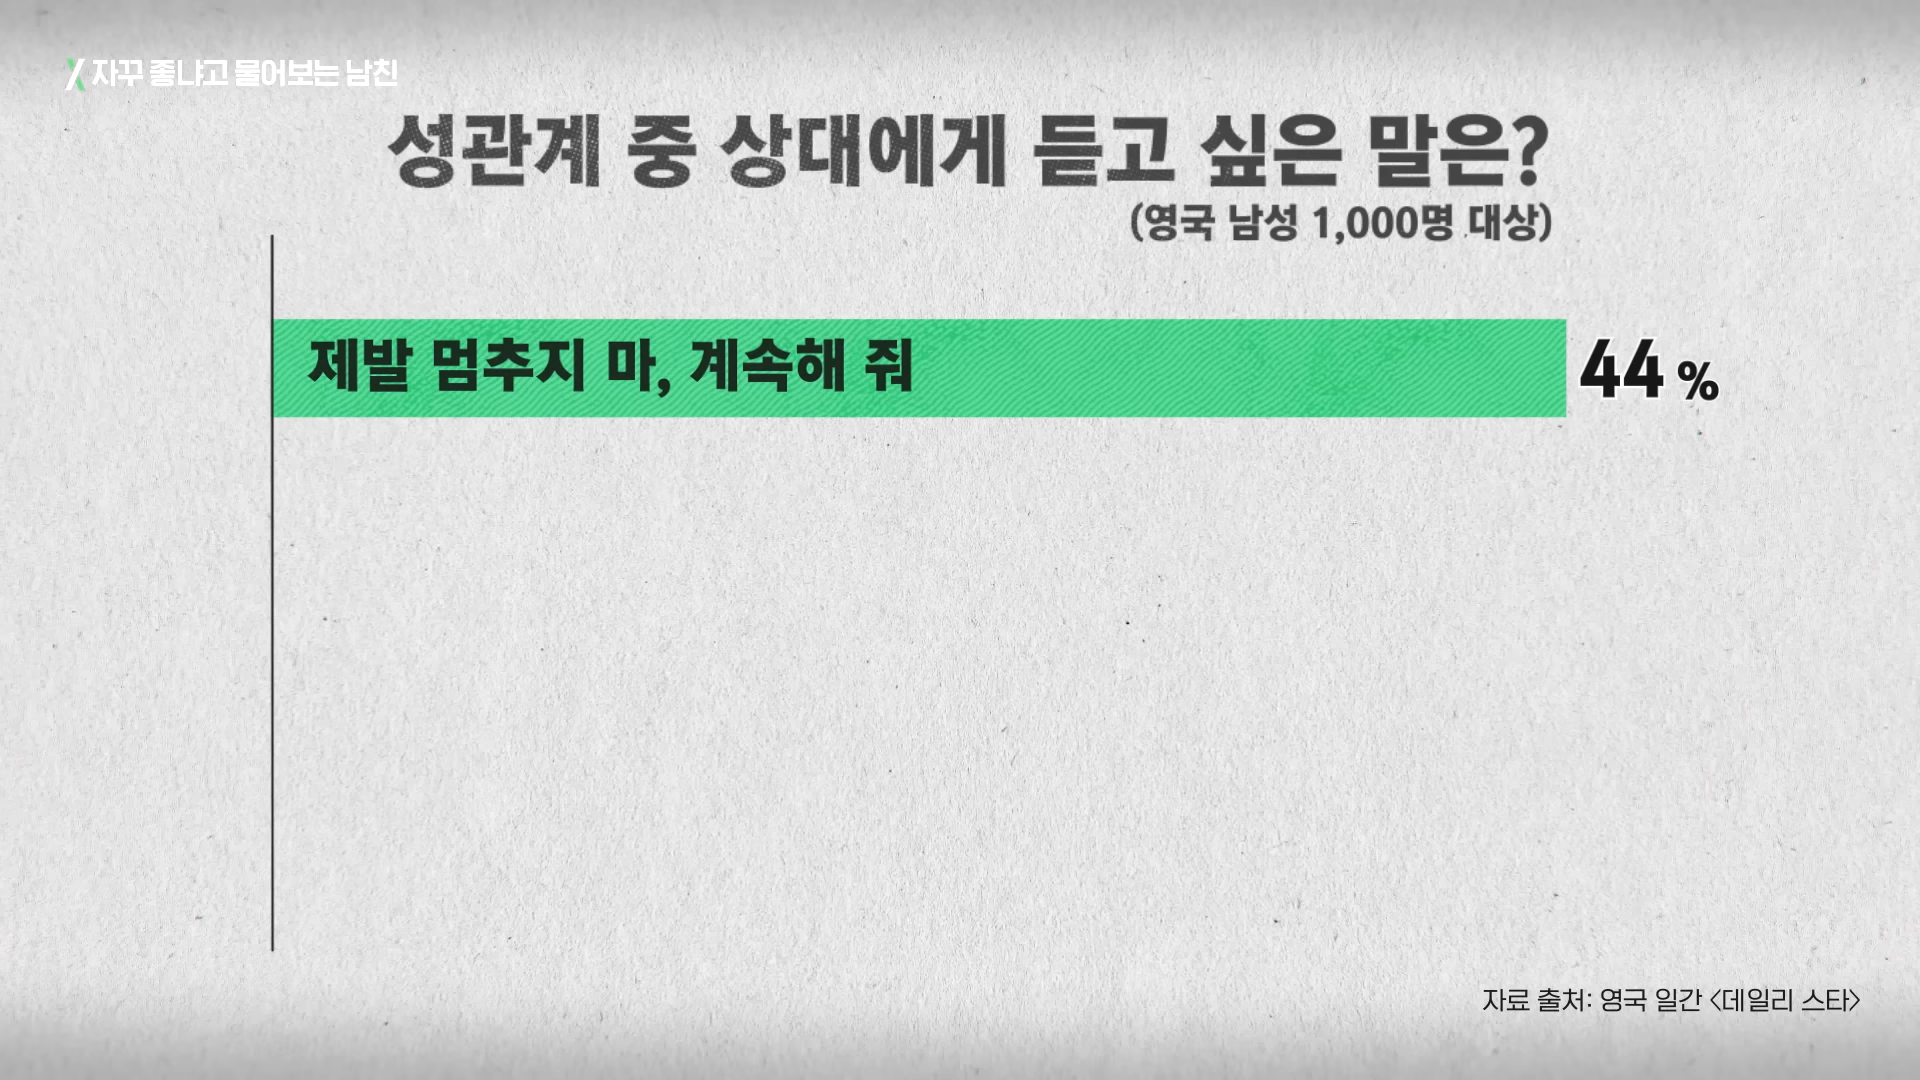 자꾸 좋냐고 물어보는 남친
성관계 중 상대에게 듣고 싶은 말은?
(영국 남성 1,000명 대상)
제발 멈추지 마, 계속해 줘
44 %
자료 출처: 영국 일간 <데일리 스타>